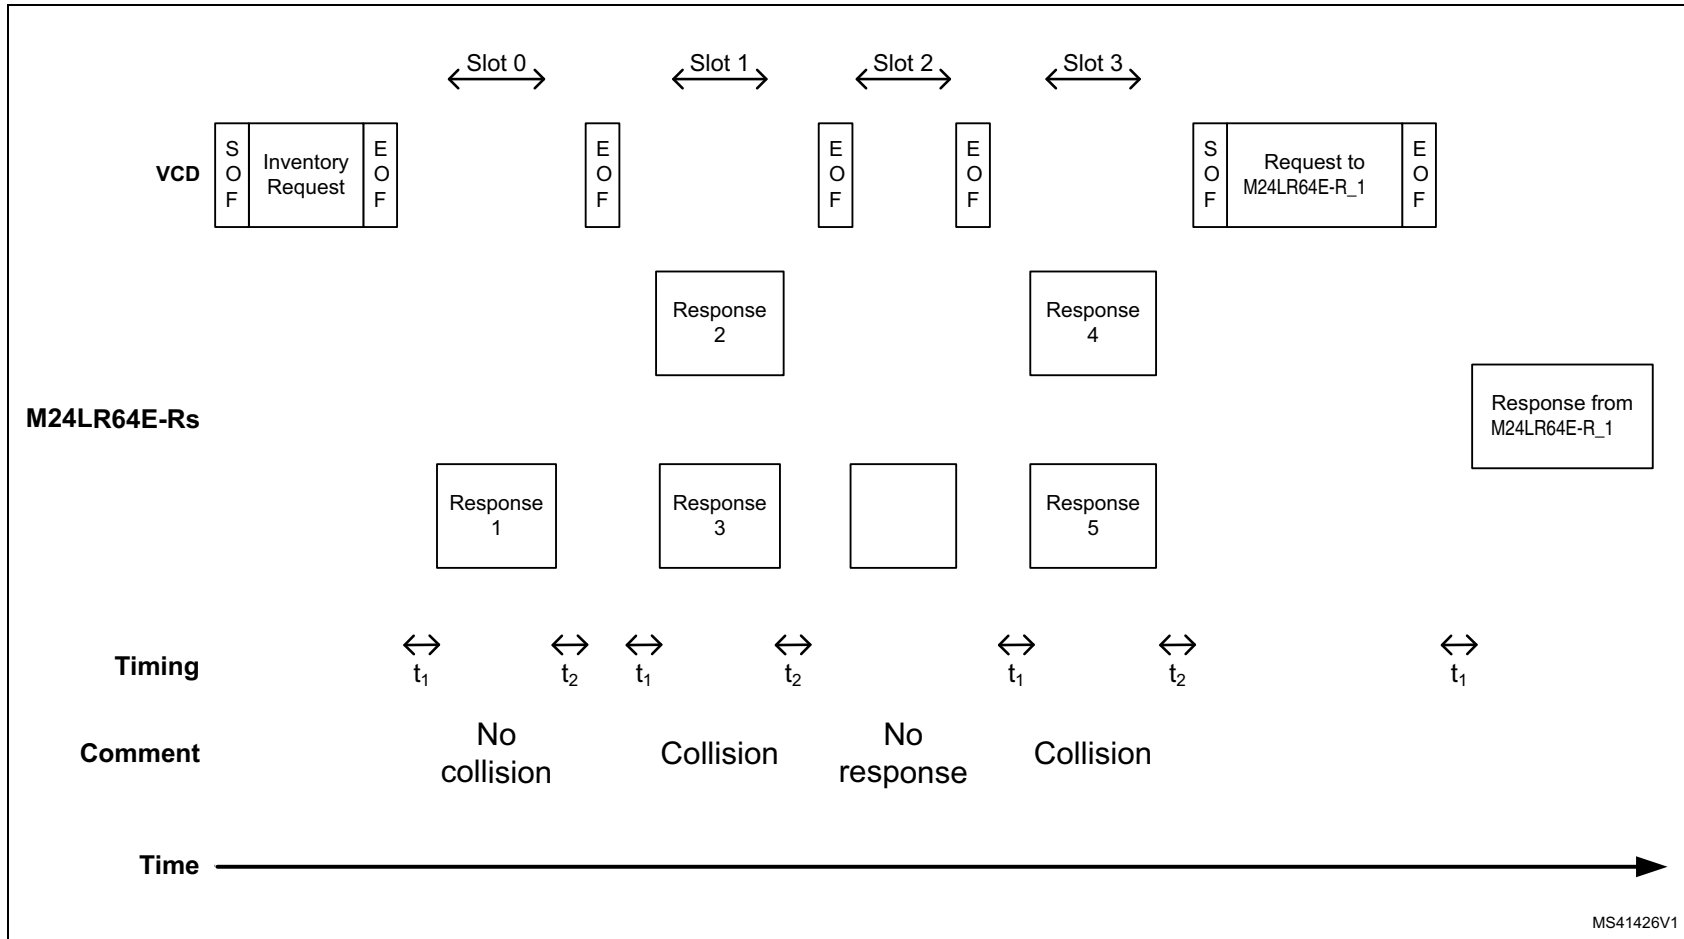 Slot 0 Slot 1 Slot 2 Slot 3
VCD
S
O
F
Inventory
Request
E
O
F
E
O
F
E
O
F
E
O
F
S
O
F
Request to
M24LR64E-R_1
E
O
F
Response
2
Response
4
M24LR64E-Rs
Response from
M24LR64E-R_1
Response
1
Response
3
Response
5
Timing
t1 t2 t1 t2 t1 t2 t1
Comment
No
collision
Collision
No
response
Collision
Time
MS41426V1